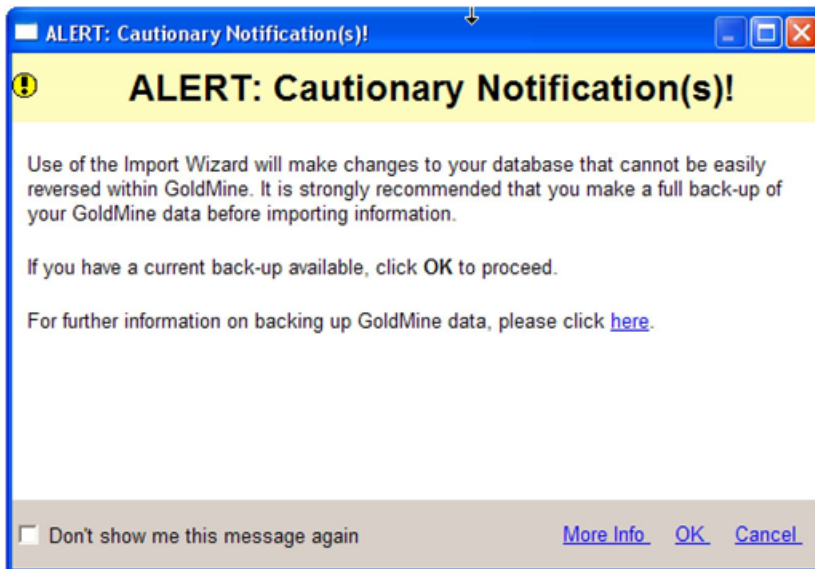 ALERT: Cautionary Notification(s)!
ALERT: Cautionary Notification(s)!
Use of the Import Wizard will make changes to your database that cannot be easily
reversed within GoldMine. It is strongly recommended that you make a full back-up of
your GoldMine data before importing information.
If you have a current back-up available, click OK to proceed.
For further information on backing up GoldMine data, please click here.
Don't show me this message again More Info OK Cancel